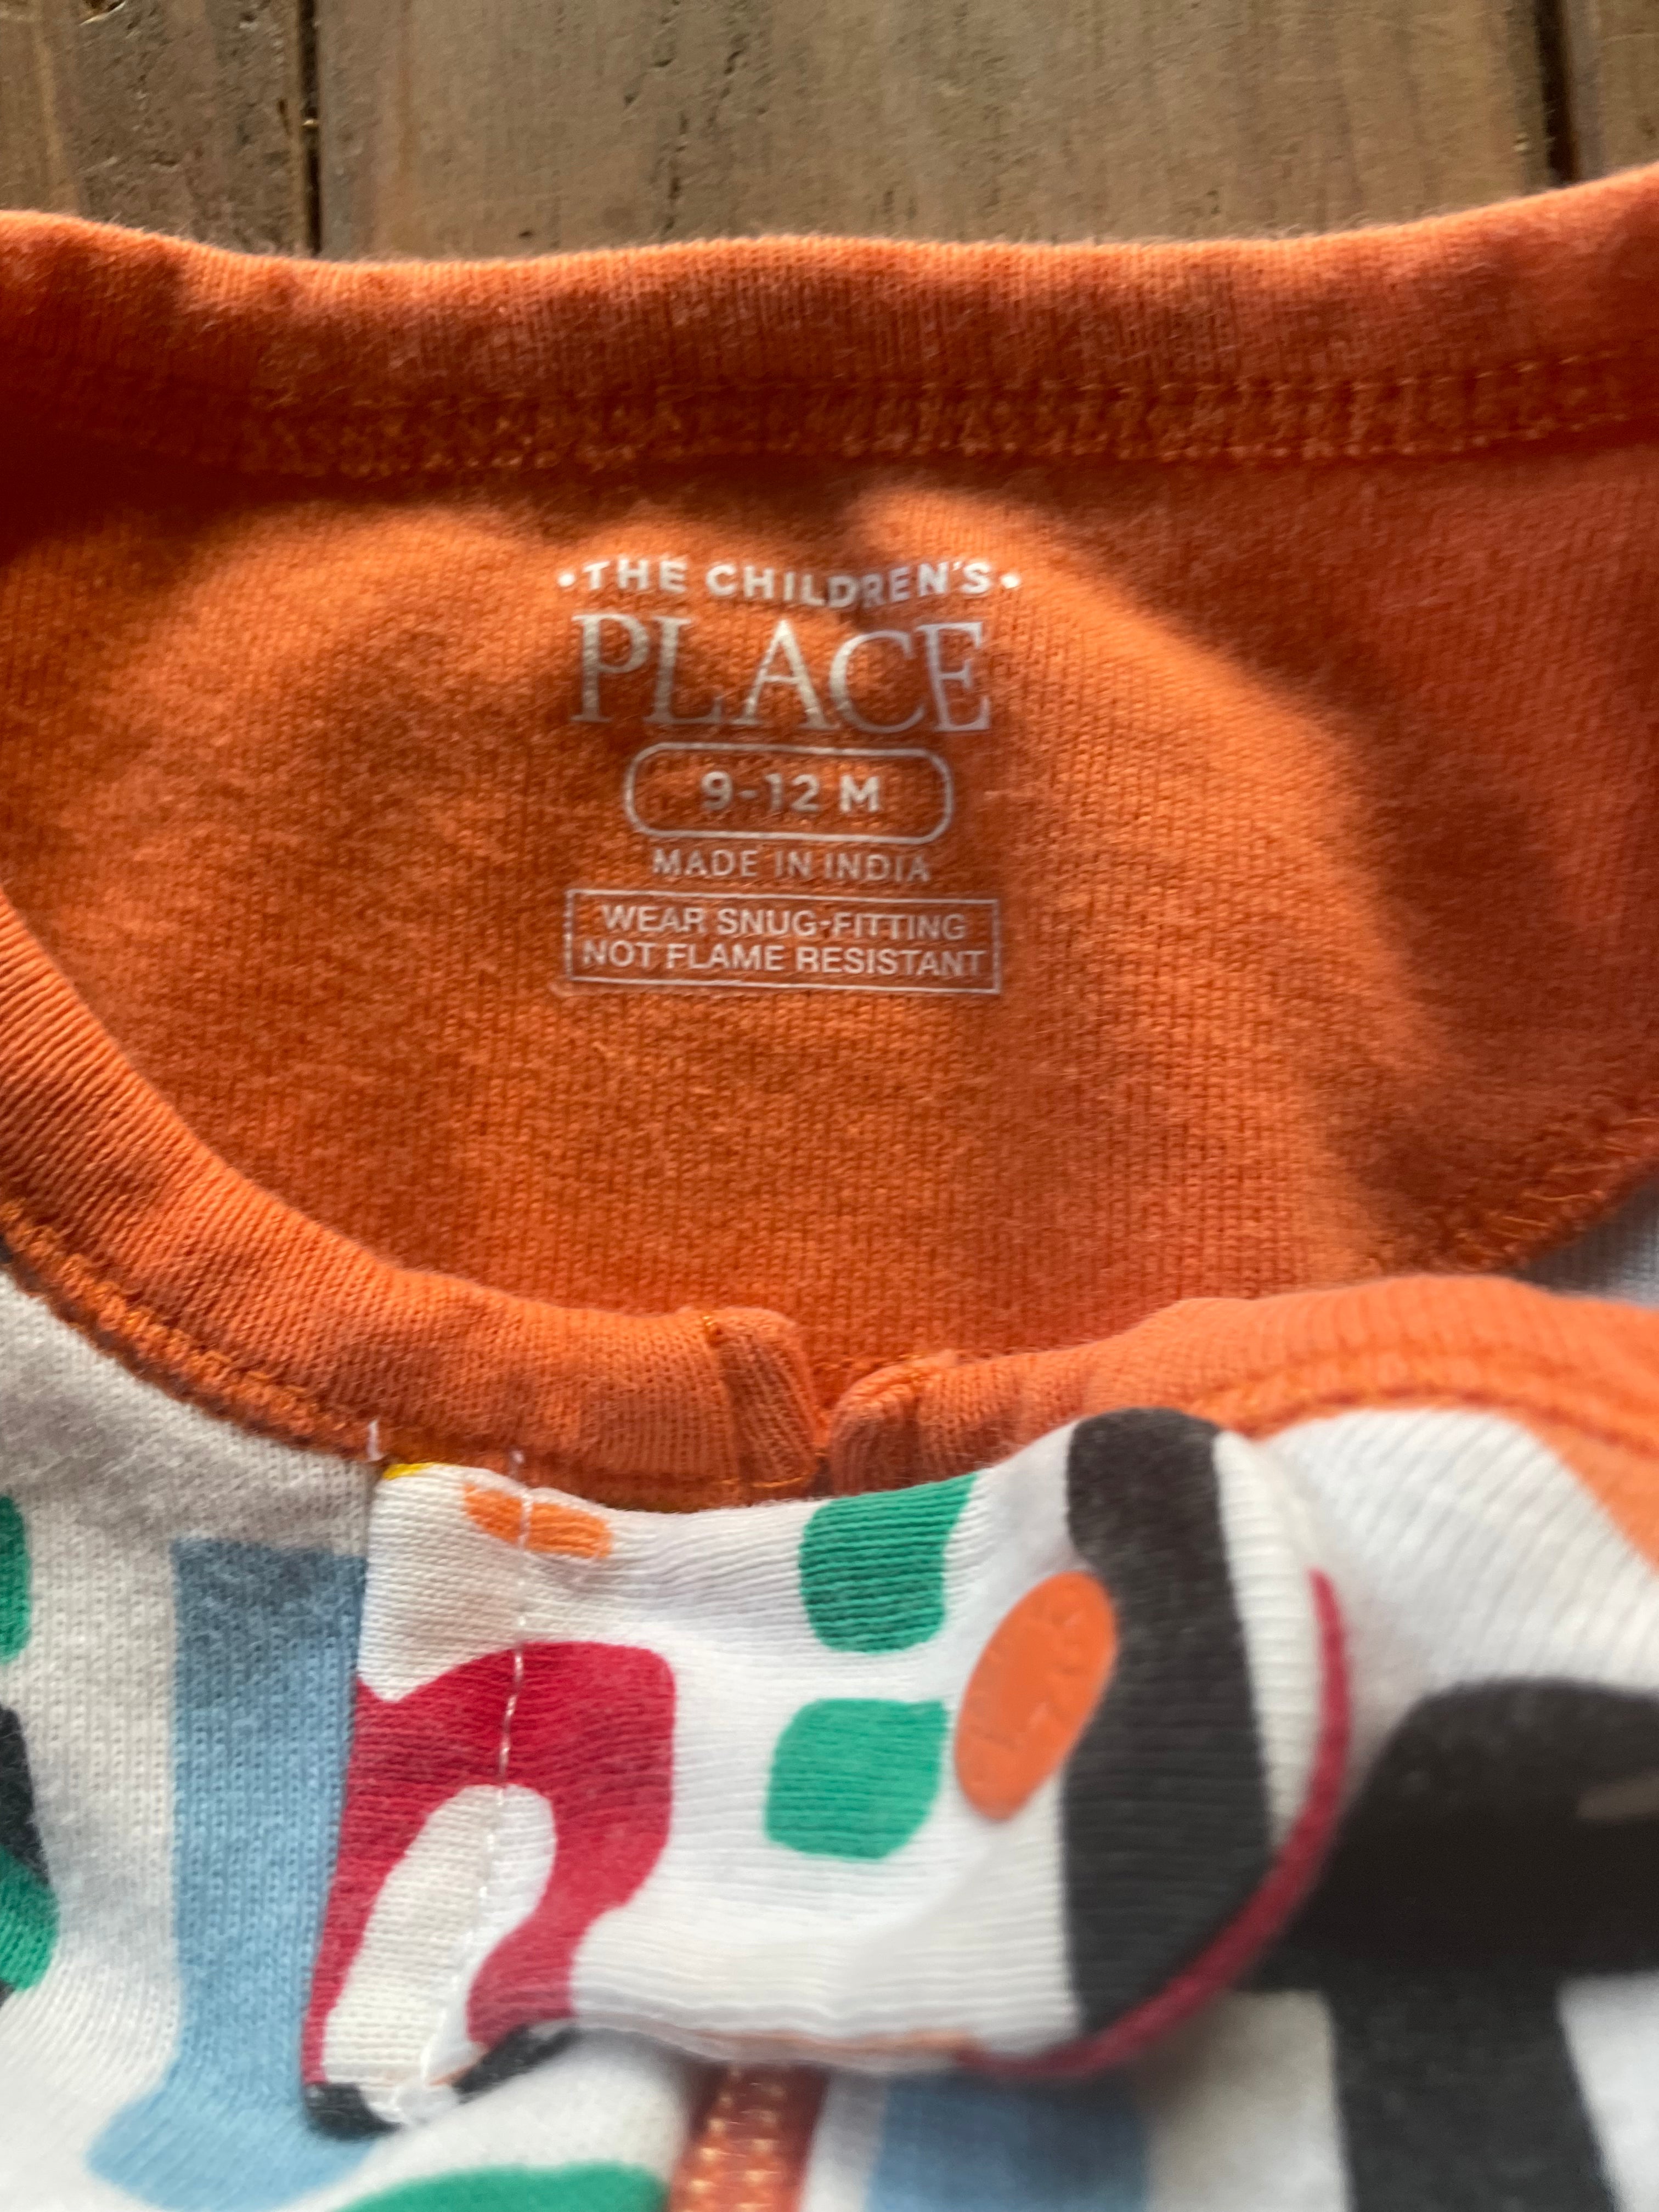 •THE CHILDREN'S•
PLACE
9-12 M
MADE IN INDIA
WEAR SNUG-FITTING
NOT FLAME RESISTANT